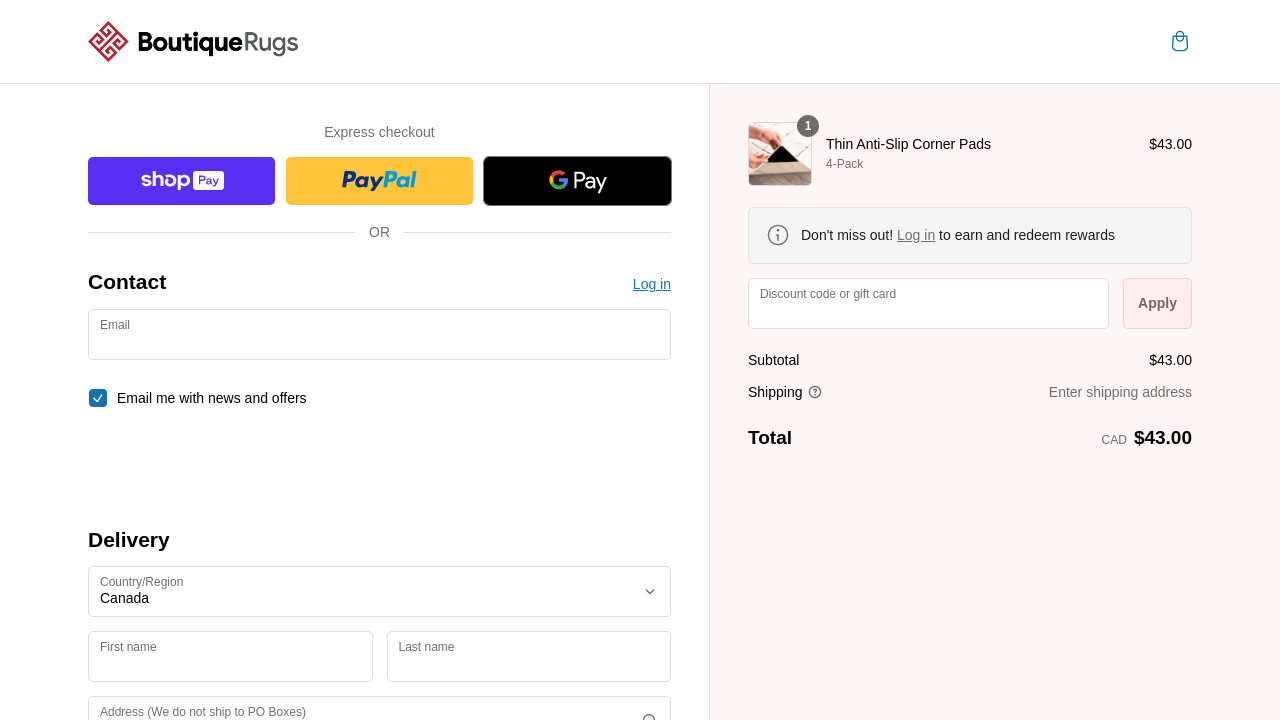 BoutiqueRugs
Express checkout
shop Pay
PayPal
G Pay
OR
Contact
Log in
Email
Email me with news and offers
Delivery
Country/Region
Canada
First name
Last name
Address (We do not ship to PO Boxes)
1
Thin Anti-Slip Corner Pads
$43.00
4-Pack
Don't miss out! Log in to earn and redeem rewards
Discount code or gift card
Apply
Subtotal
$43.00
Shipping
Enter shipping address
Total
CAD $43.00